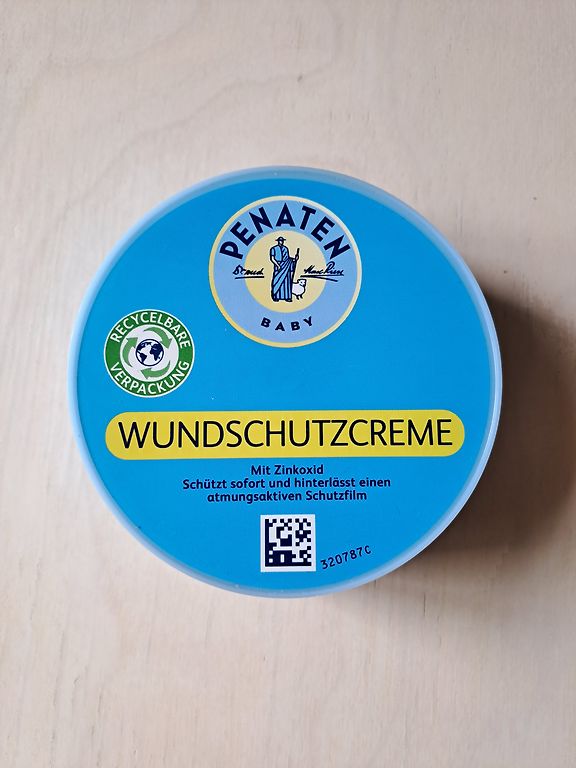 PENATEN
BABY
RECYCELBARE
VERPACKUNG
WUNDSCHUTZCREME
Mit Zinkoxid
Schützt sofort und hinterlässt einen
atmungsaktiven Schutzfilm
320787C